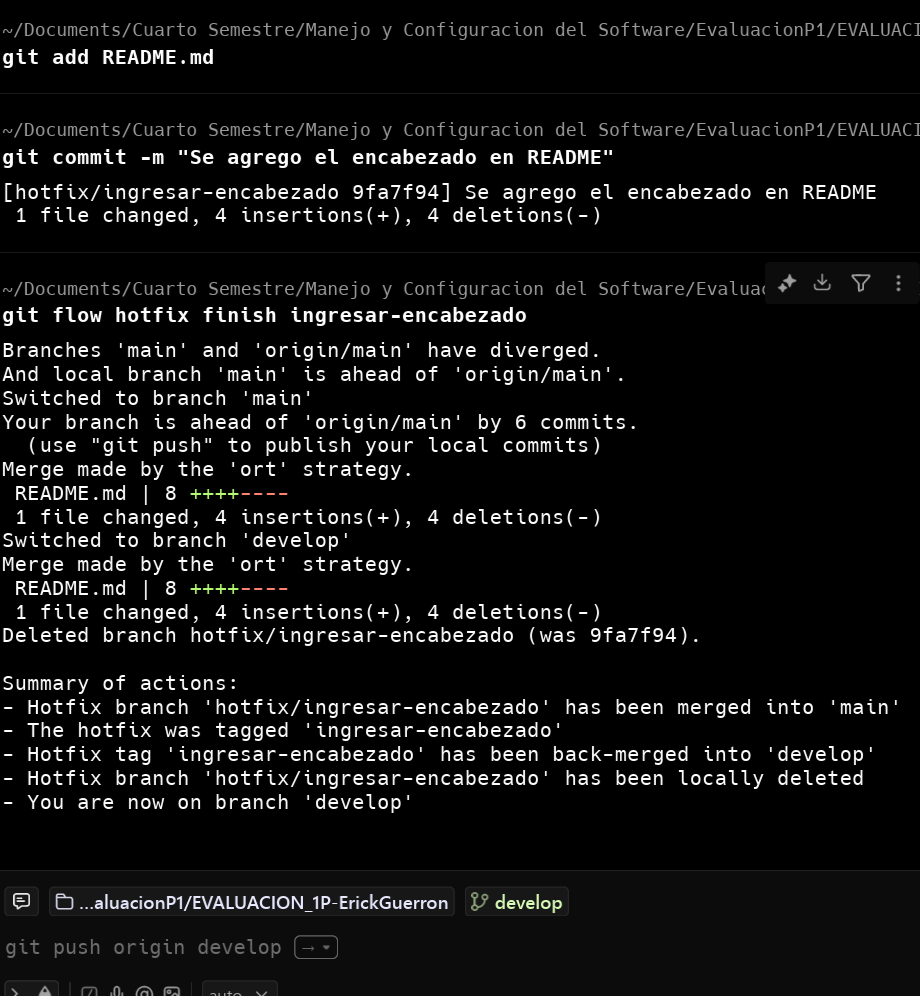 ~/Documents/Cuarto Semestre/Manejo y Configuracion del Software/EvaluacionP1/EVALUACI
git add README.md
~/Documents/Cuarto Semestre/Manejo y Configuracion del Software/EvaluacionP1/EVALUACI
git commit -m "Se agrego el encabezado en README"
[hotfix/ingresar-encabezado 9fa7f94] Se agrego el encabezado en README
1 file changed, 4 insertions(+), 4 deletions(-)
~/Documents/Cuarto Semestre/Manejo y Configuracion del Software/Evaluac
git flow hotfix finish ingresar-encabezado
Branches 'main' and 'origin/main' have diverged.
And local branch 'main' is ahead of 'origin/main'.
Switched to branch 'main'
Your branch is ahead of 'origin/main' by 6 commits.
(use "git push" to publish your local commits)
Merge made by the 'ort' strategy.
README.md | 8 ++++----
1 file changed, 4 insertions(+), 4 deletions(-)
Switched to branch 'develop'
Merge made by the 'ort' strategy.
README.md | 8 ++++----
1 file changed, 4 insertions(+), 4 deletions(-)
Deleted branch hotfix/ingresar-encabezado (was 9fa7f94).
Summary of actions:
- Hotfix branch 'hotfix/ingresar-encabezado' has been merged into 'main'
- The hotfix was tagged 'ingresar-encabezado'
- Hotfix tag 'ingresar-encabezado' has been back-merged into 'develop'
- Hotfix branch 'hotfix/ingresar-encabezado' has been locally deleted
- You are now on branch 'develop'
...aluacionP1/EVALUACION_1P-ErickGuerron develop
git push origin develop
auto